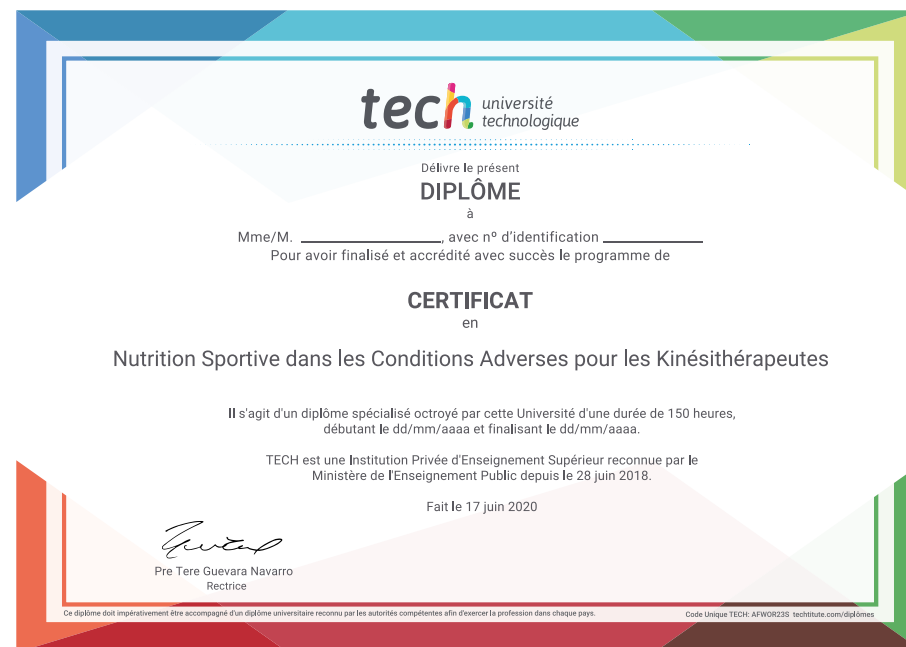 tech université
technologique
Délivre le présent
DIPLÔME
à
Mme/M. ____________________, avec nº d'identification ______________
Pour avoir finalisé et accrédité avec succès le programme de
CERTIFICAT
en
Nutrition Sportive dans les Conditions Adverses pour les Kinésithérapeutes
Il s'agit d'un diplôme spécialisé octroyé par cette Université d'une durée de 150 heures,
débutant le dd/mm/aaaa et finalisant le dd/mm/aaaa.
TECH est une Institution Privée d'Enseignement Supérieur reconnue par le
Ministère de l'Enseignement Public depuis le 28 juin 2018.
Fait le 17 juin 2020
Pre Tere Guevara Navarro
Rectrice
Ce diplôme doit impérativement être accompagné d'un diplôme universitaire reconnu par les autorités compétentes afin d'exercer la profession dans chaque pays.
Code Unique TECH: AFWOR23S techtitute.com/diplômes